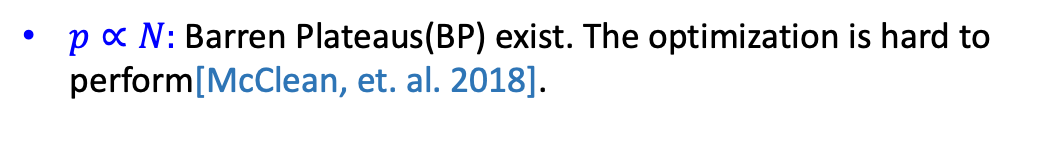 • p ∝ N: Barren Plateaus(BP) exist. The optimization is hard to
perform[McClean, et. al. 2018].